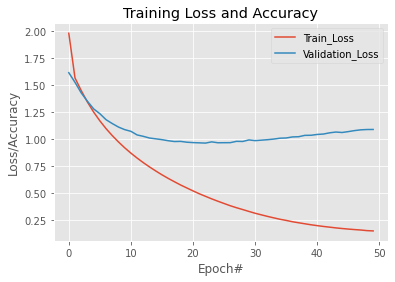 Training Loss and Accuracy
Train_Loss
Validation_Loss
Loss/Accuracy
2.00
1.75
1.50
1.25
1.00
0.75
0.50
0.25
0 10 20 30 40 50
Epoch#